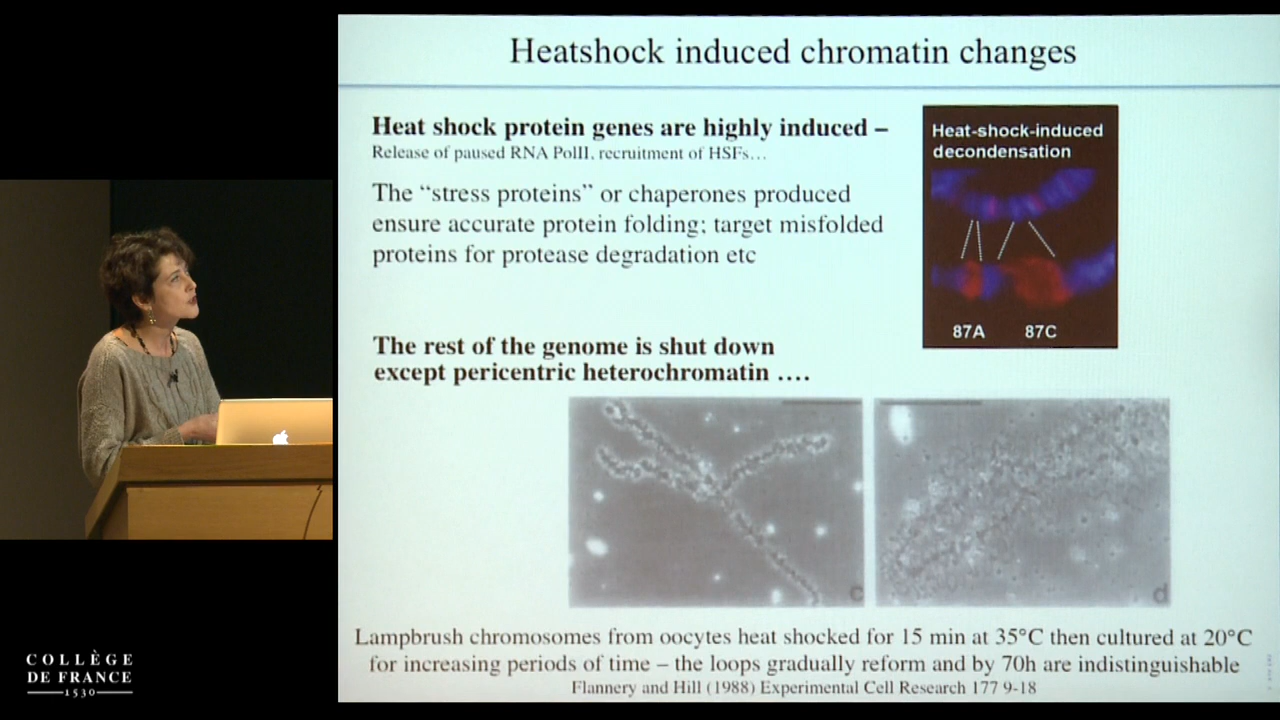 Heatshock induced chromatin changes
Heat shock protein genes are highly induced –
Release of paused RNA PolII, recruitment of HSFs…
The “stress proteins” or chaperones produced
ensure accurate protein folding; target misfolded
proteins for protease degradation etc
Heat-shock-induced
decondensation
87A 87C
The rest of the genome is shut down
except pericentric heterochromatin ….
c
d
Lampbrush chromosomes from oocytes heat shocked for 15 min at 35°C then cultured at 20°C
for increasing periods of time – the loops gradually reform and by 70h are indistinguishable
Flannery and Hill (1988) Experimental Cell Research 177 9-18
COLLÈGE
DE FRANCE
1530